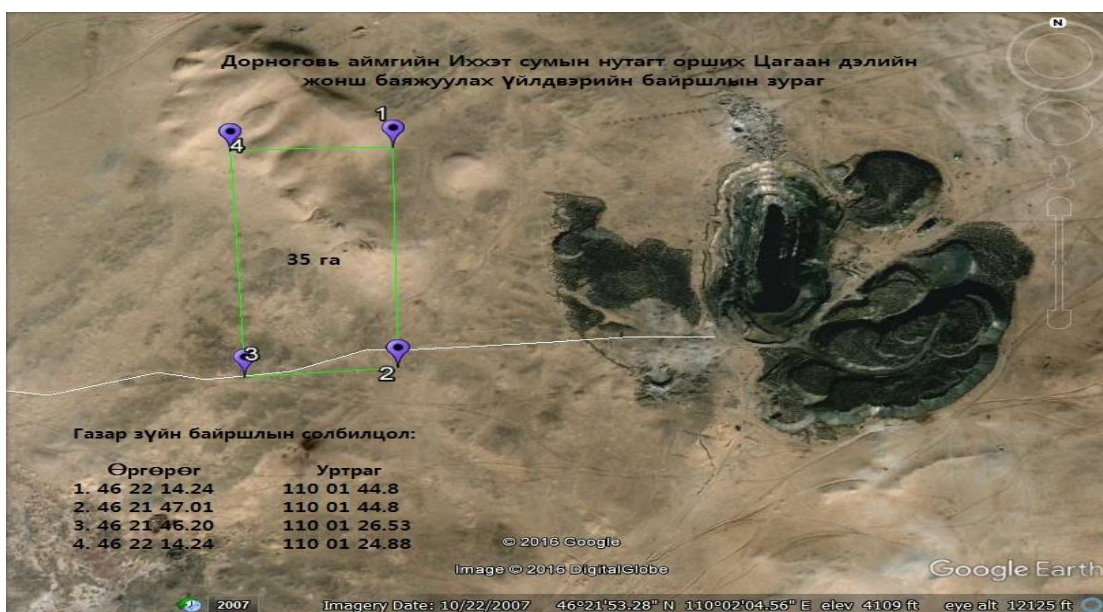 N
Дорноговь аймгийн Иххэт сумын нутагт орших Цагаан дэлийн
жонш баяжуулах Үйлдвэрийн байршлын зураг
1
4
35 га
3
2
Газар зүйн байршлын солбилцол:
Өргөрөг Уртраг
1. 46 22 14.24 110 01 44.8
2. 46 21 47.01 110 01 44.8
3. 46 21 46.20 110 01 26.53
4. 46 22 14.24 110 01 24.88
© 2016 Google
Image © 2016 DigitalGlobe
Google Earth
2007 Imagery Date: 10/22/2007 46°21'53.28" N 110°02'04.56" E elev 4109 ft eye alt 12125 ft